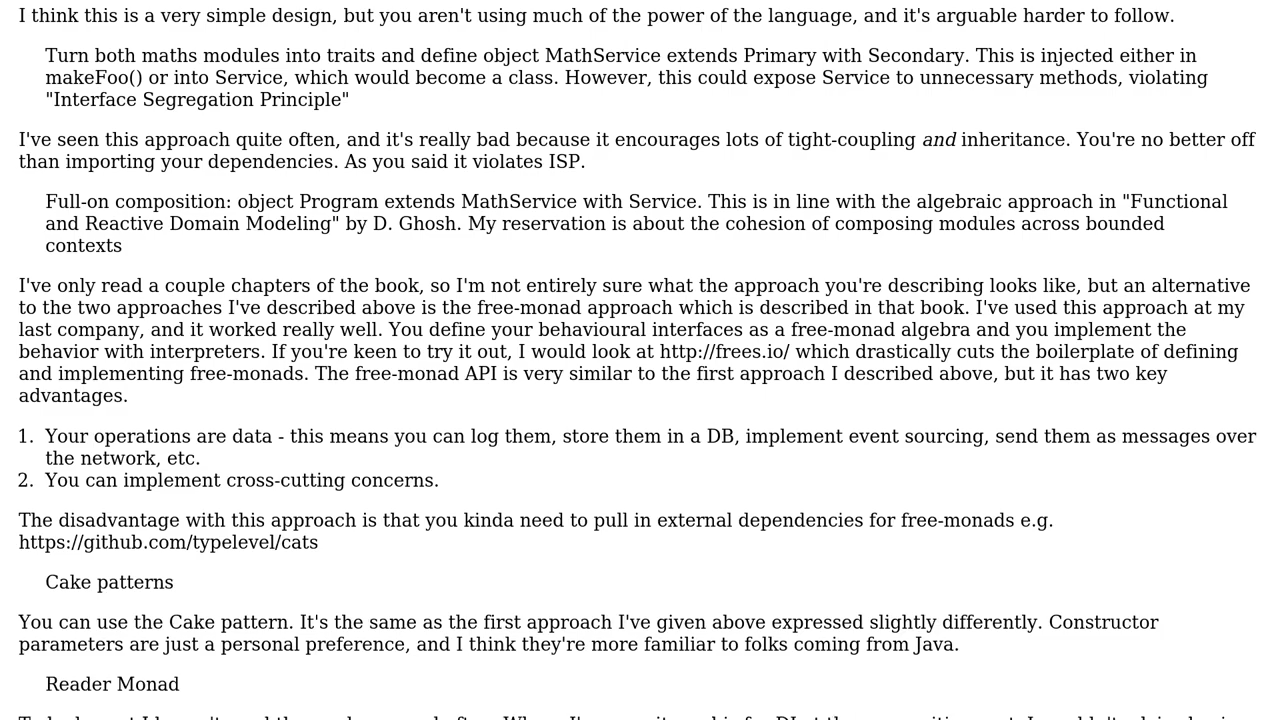 I think this is a very simple design, but you aren't using much of the power of the language, and it's arguable harder to follow.
Turn both maths modules into traits and define object MathService extends Primary with Secondary. This is injected either in
makeFoo() or into Service, which would become a class. However, this could expose Service to unnecessary methods, violating
"Interface Segregation Principle"
I've seen this approach quite often, and it's really bad because it encourages lots of tight-coupling and inheritance. You're no better off
than importing your dependencies. As you said it violates ISP.
Full-on composition: object Program extends MathService with Service. This is in line with the algebraic approach in "Functional
and Reactive Domain Modeling" by D. Ghosh. My reservation is about the cohesion of composing modules across bounded
contexts
I've only read a couple chapters of the book, so I'm not entirely sure what the approach you're describing looks like, but an alternative
to the two approaches I've described above is the free-monad approach which is described in that book. I've used this approach at my
last company, and it worked really well. You define your behavioural interfaces as a free-monad algebra and you implement the
behavior with interpreters. If you're keen to try it out, I would look at http://frees.io/ which drastically cuts the boilerplate of defining
and implementing free-monads. The free-monad API is very similar to the first approach I described above, but it has two key
advantages.
1. Your operations are data - this means you can log them, store them in a DB, implement event sourcing, send them as messages over
the network, etc.
2. You can implement cross-cutting concerns.
The disadvantage with this approach is that you kinda need to pull in external dependencies for free-monads e.g.
https://github.com/typelevel/cats
Cake patterns
You can use the Cake pattern. It's the same as the first approach I've given above expressed slightly differently. Constructor
parameters are just a personal preference, and I think they're more familiar to folks coming from Java.
Reader Monad